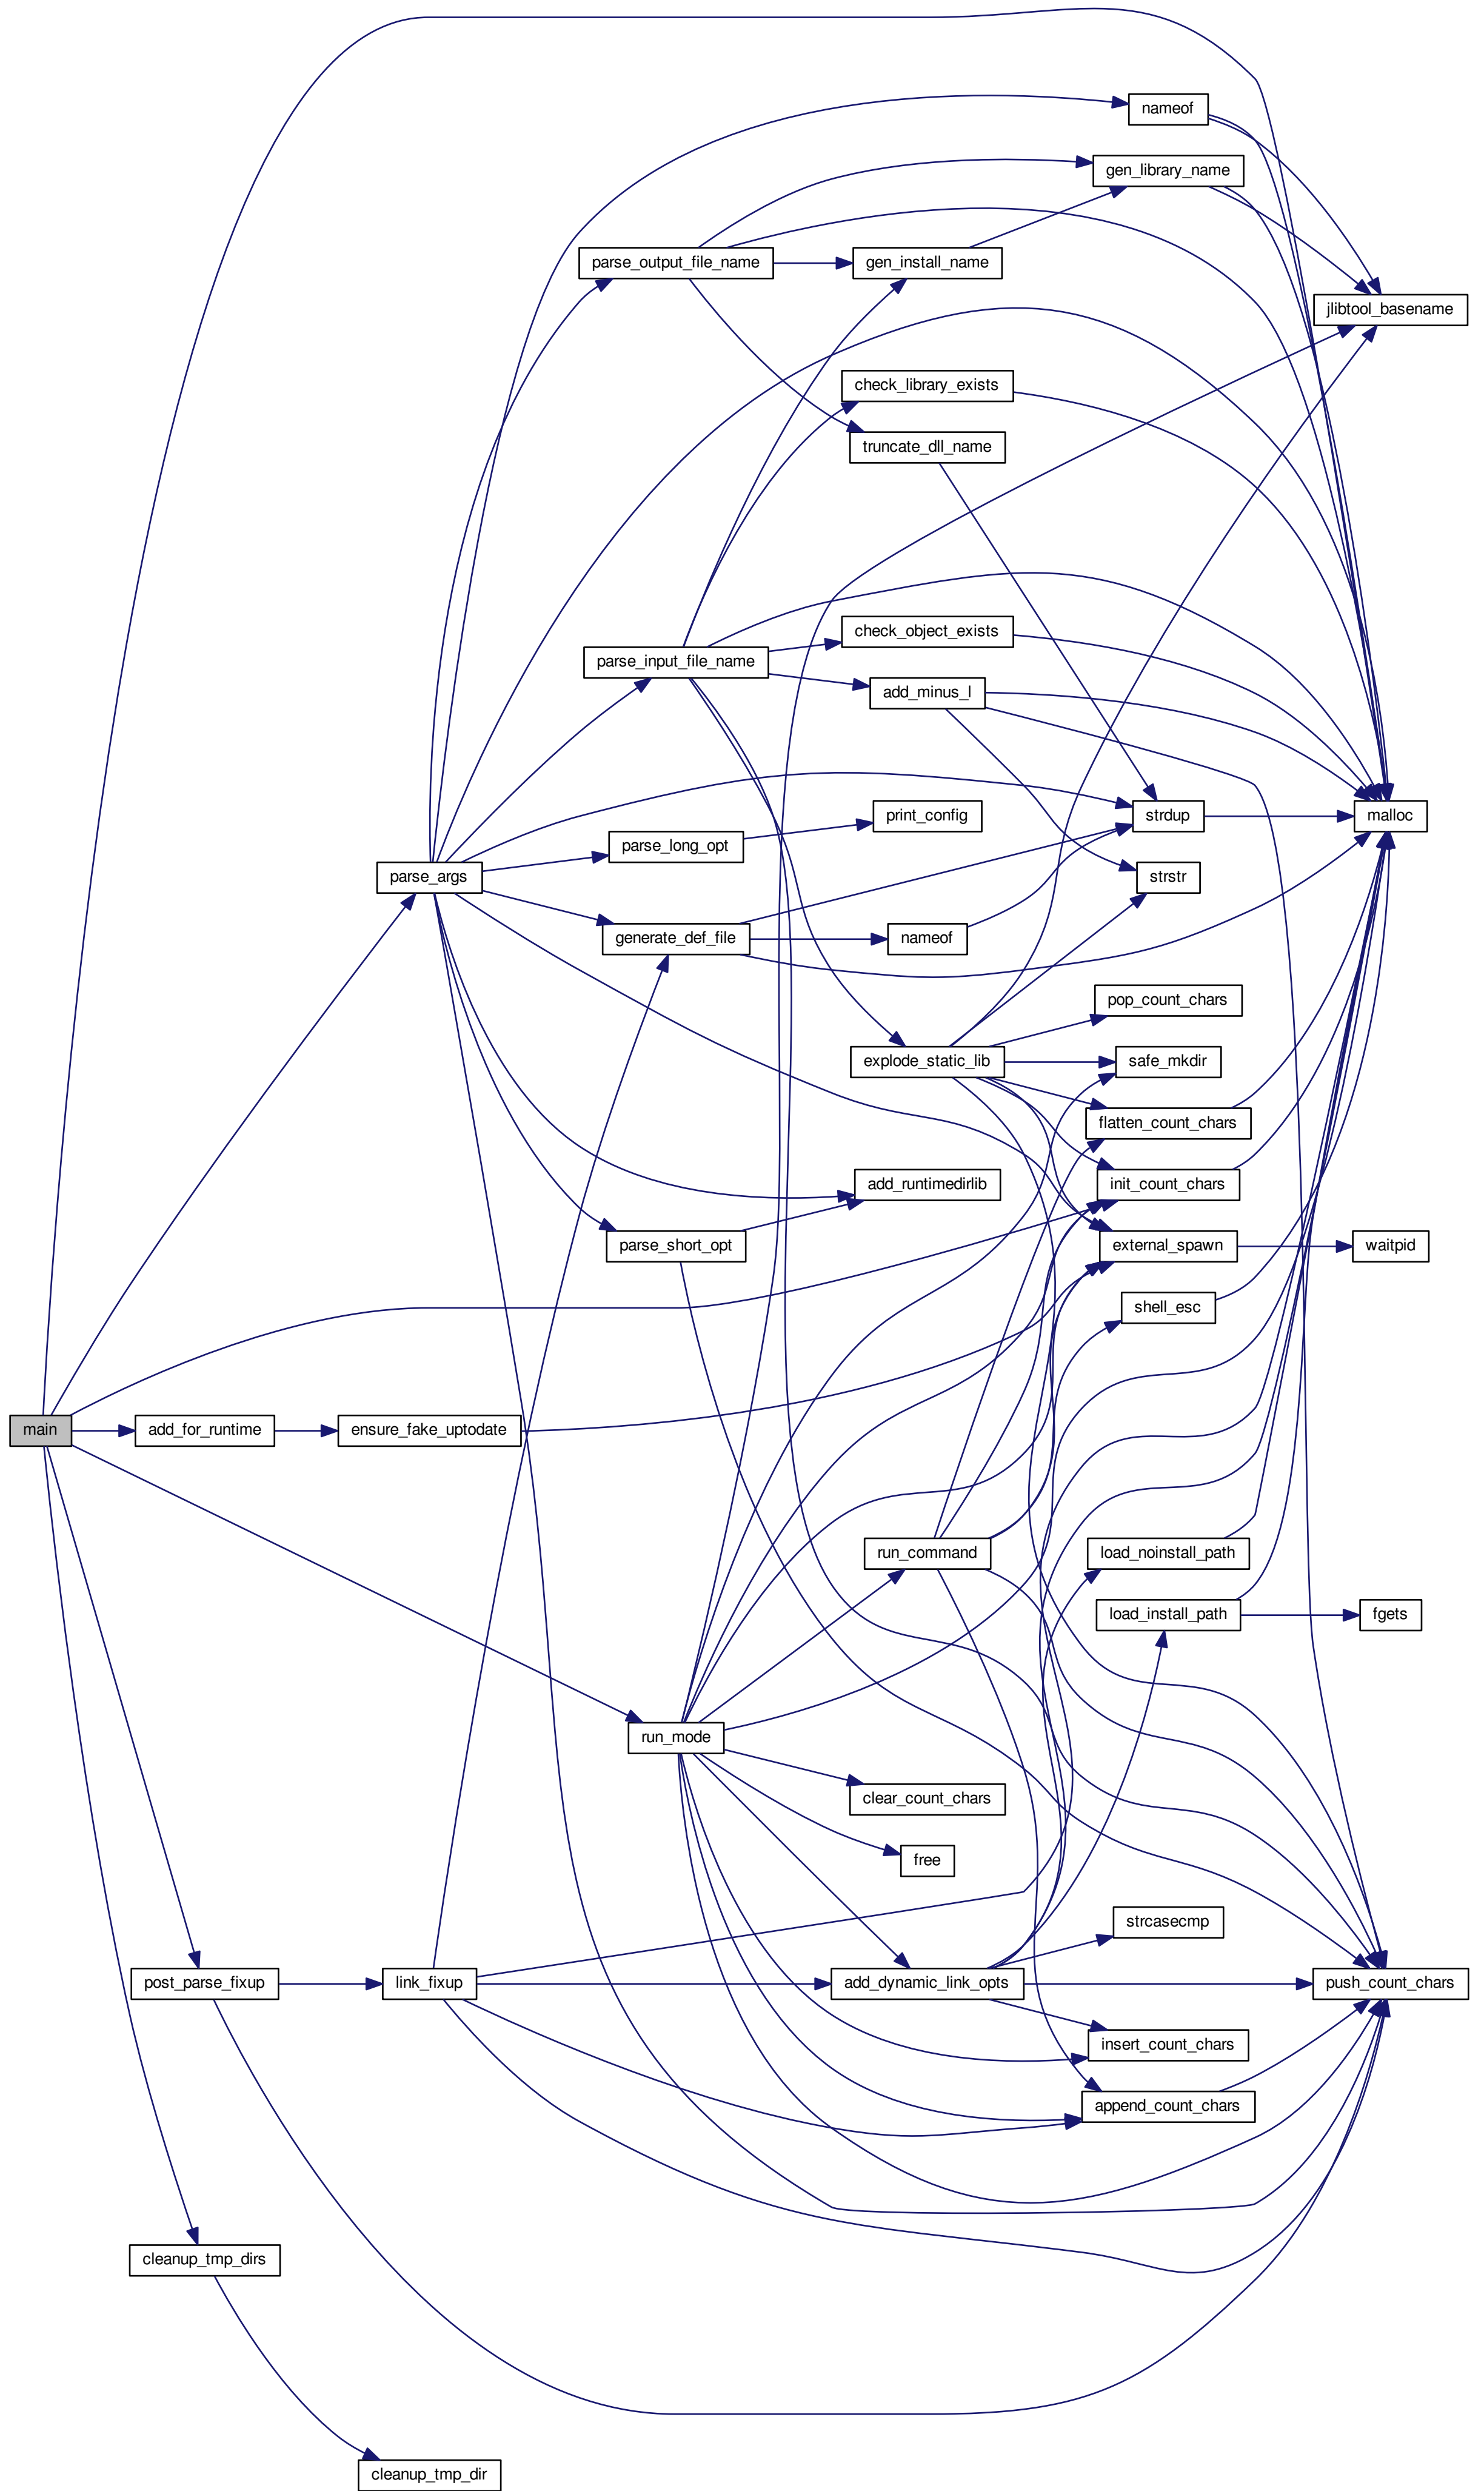 nameof
gen_library_name
parse_output_file_name
gen_install_name
jlibtool_basename
check_library_exists
truncate_dll_name
check_object_exists
parse_input_file_name
add_minus_l
print_config
strdup
malloc
parse_long_opt
parse_args
strstr
generate_def_file
nameof
pop_count_chars
explode_static_lib
safe_mkdir
flatten_count_chars
add_runtimedirlib
init_count_chars
parse_short_opt
external_spawn
waitpid
shell_esc
main
add_for_runtime
ensure_fake_uptodate
run_command
load_noinstall_path
load_install_path
fgets
run_mode
clear_count_chars
free
strcasecmp
post_parse_fixup
link_fixup
add_dynamic_link_opts
push_count_chars
insert_count_chars
append_count_chars
cleanup_tmp_dirs
cleanup_tmp_dir